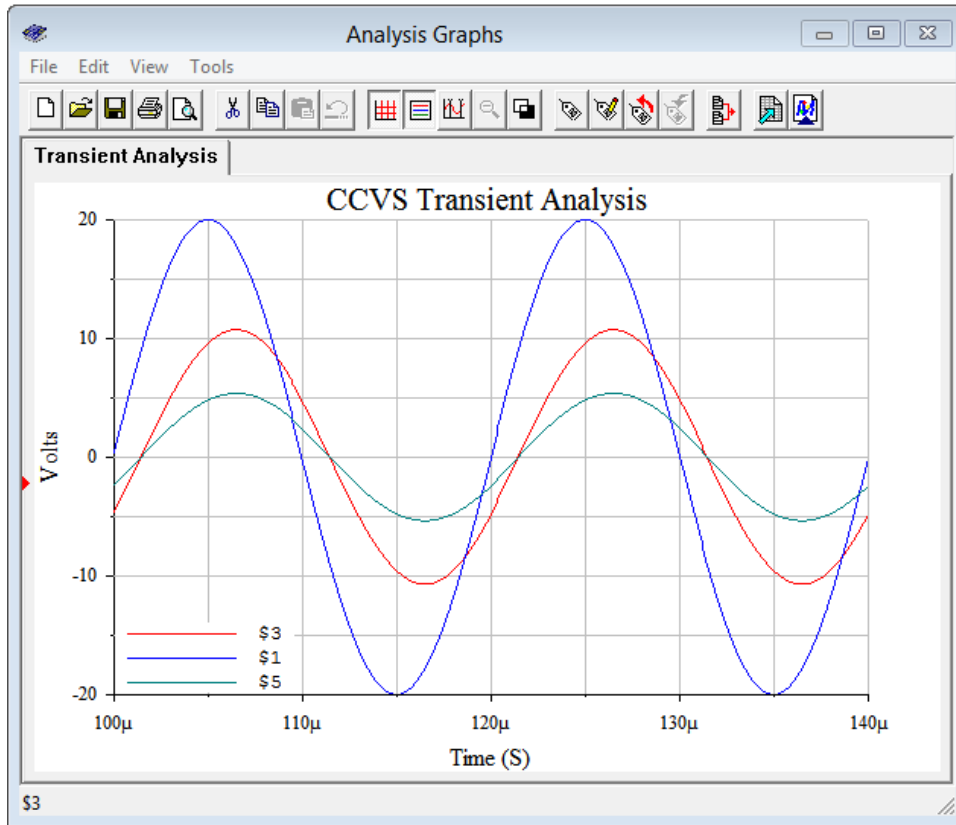 Analysis Graphs
File Edit View Tools
Transient Analysis
CCVS Transient Analysis
20
10
0
-10
-20
Volts
$3
$1
$5
100μ 110μ 120μ 130μ 140μ
Time (S)
$3